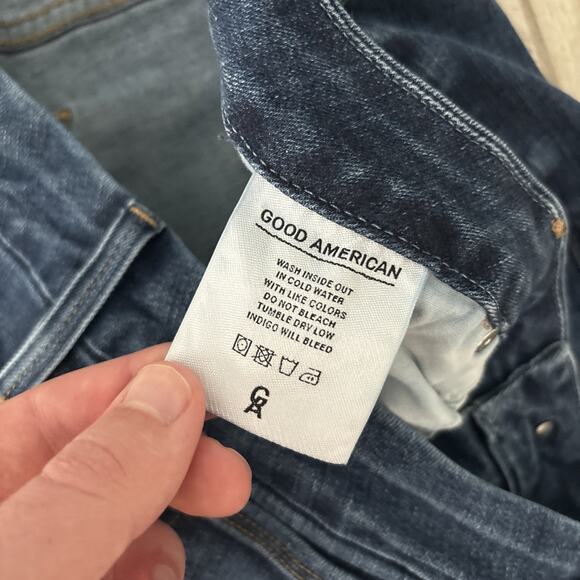 GOOD AMERICAN
WASH INSIDE OUT
IN COLD WATER
WITH LIKE COLORS
DO NOT BLEACH
TUMBLE DRY LOW
INDIGO WILL BLEED
GA